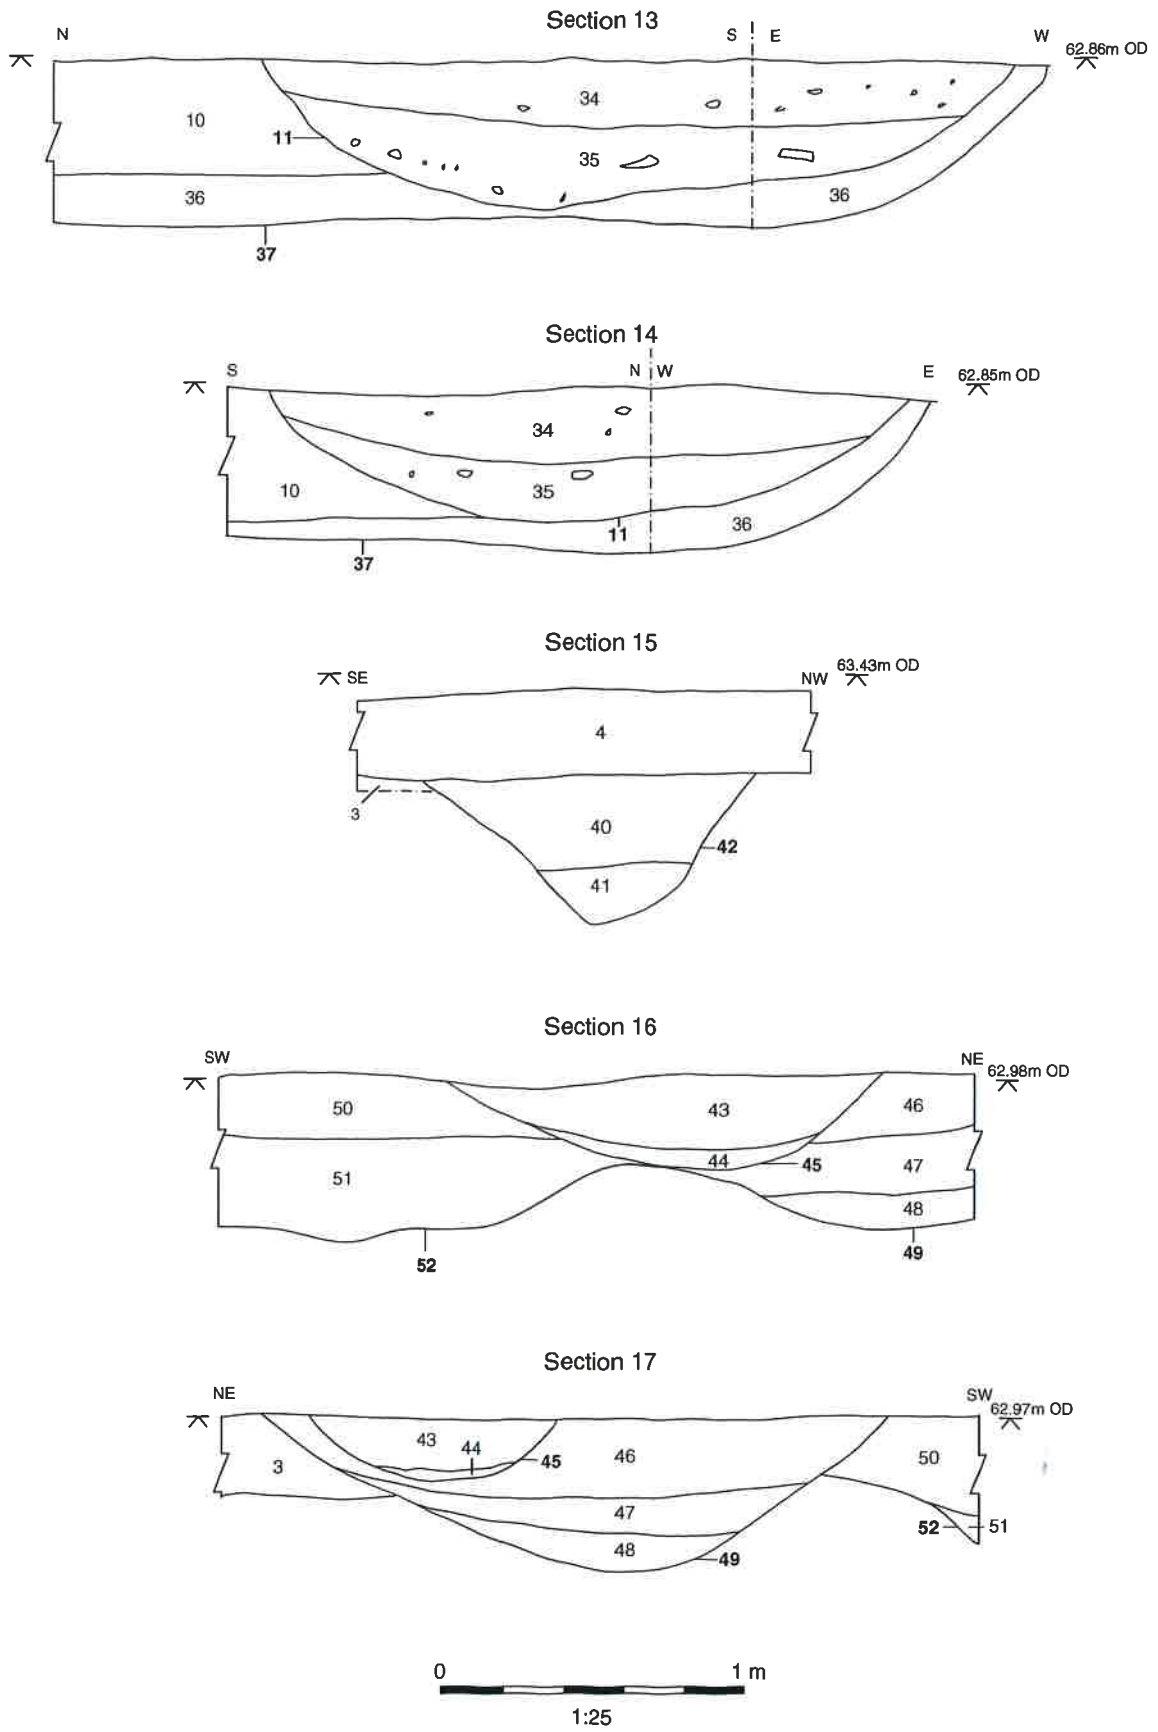 Section 13
N S E W
62.86m OD
34
10
11
35
36 36
37
Section 14
S N W E
62.85m OD
34
10 35
36
11
37
Section 15
SE NW 63.43m OD
4
3
40
42
41
Section 16
SW NE 62.98m OD
50 43 46
44 45 47
51
48
49
52
Section 17
NE SW 62.97m OD
43 44 45 46 50
3
47
52 51
48 49
0 1 m
1:25